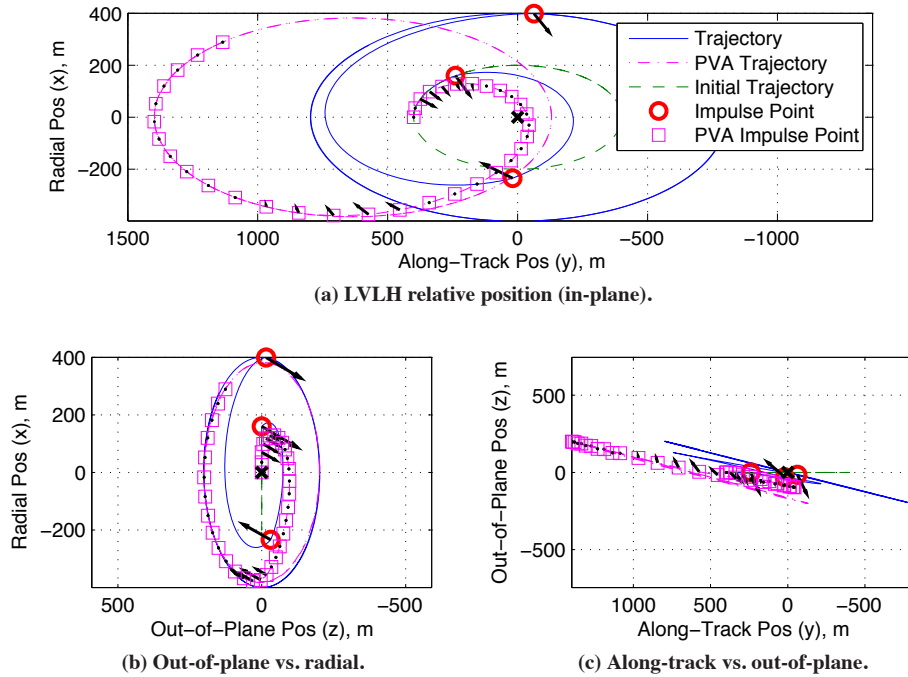 400
200
0
−200
1500
1000
500
0
−500
−1000
Radial Pos (x), m
Along−Track Pos (y), m
Trajectory
PVA Trajectory
Initial Trajectory
Impulse Point
PVA Impulse Point
(a) LVLH relative position (in-plane).
400
200
0
−200
500
0
−500
Radial Pos (x), m
Out−of−Plane Pos (z), m
(b) Out-of-plane vs. radial.
500
0
−500
1000
500
0
−500
Out−of−Plane Pos (z), m
Along−Track Pos (y), m
(c) Along-track vs. out-of-plane.